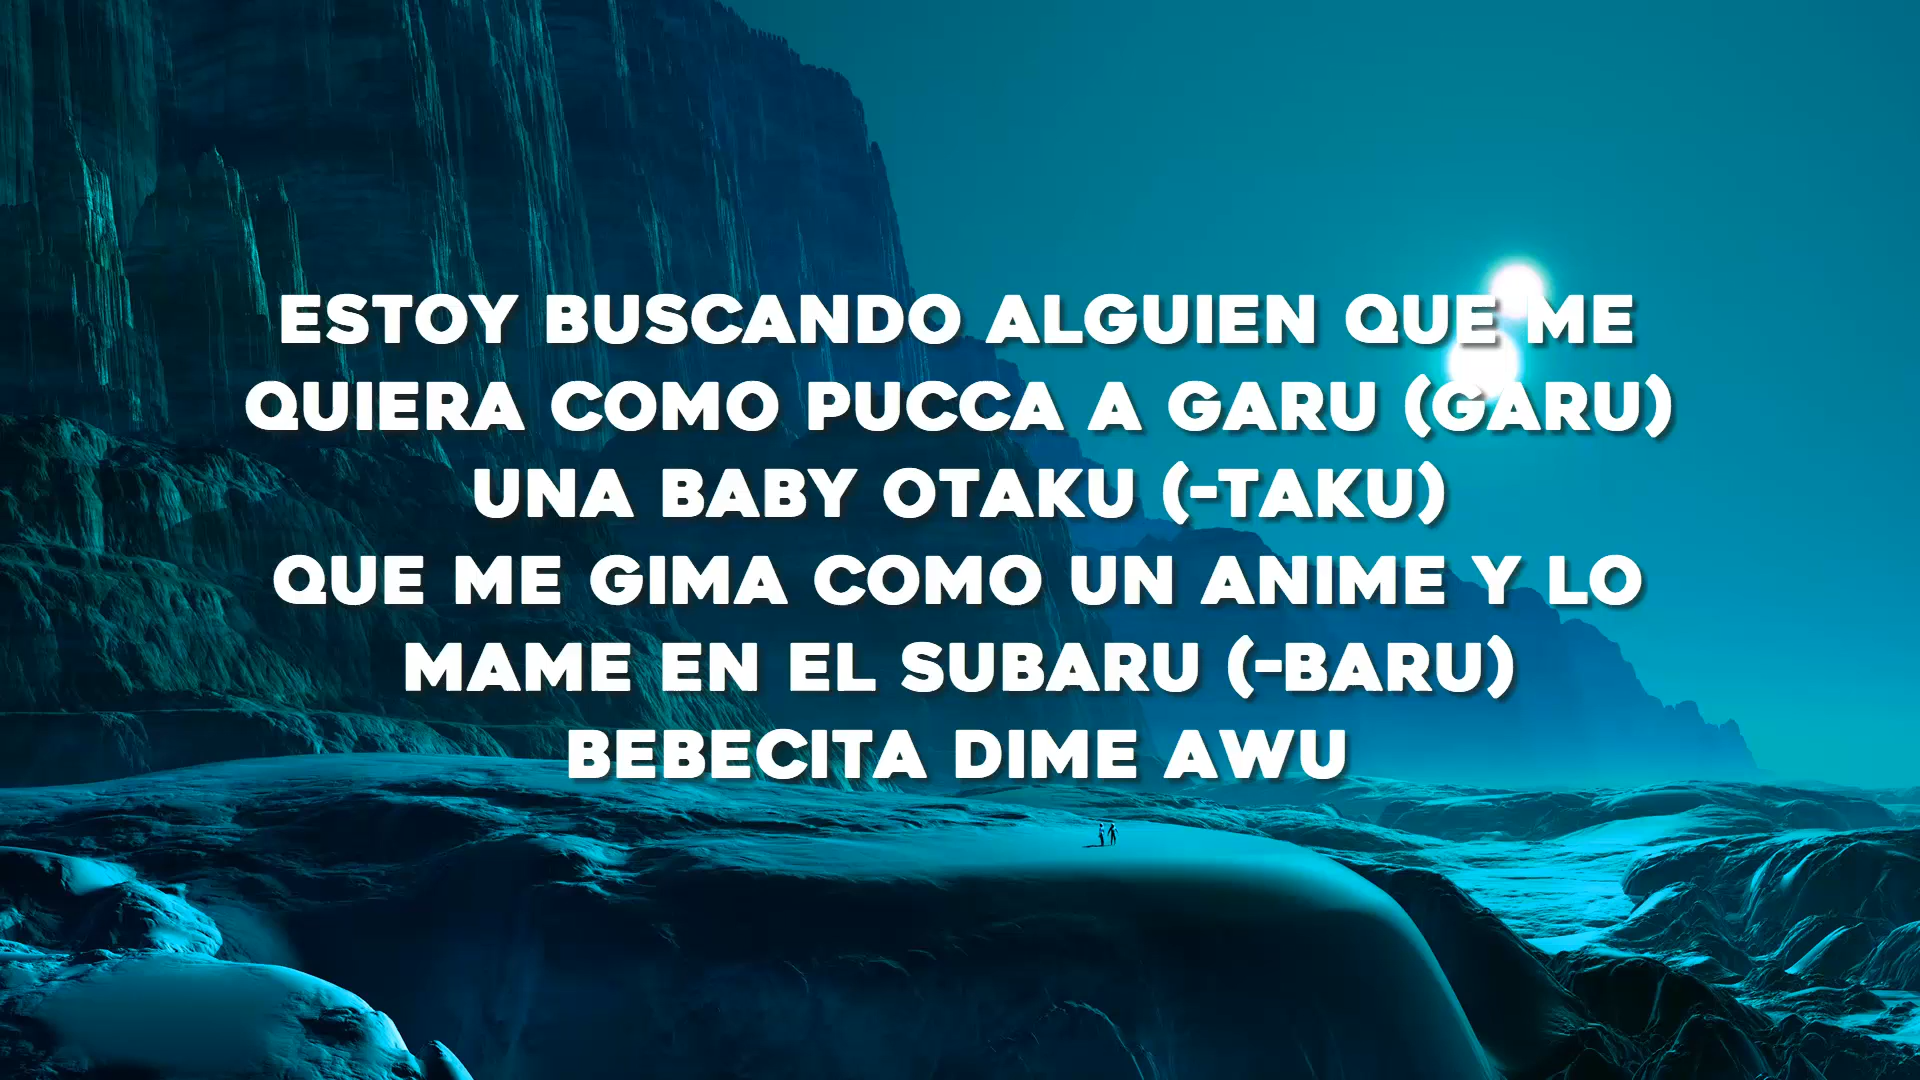 ESTOY BUSCANDO ALGUIEN QUE ME
QUIERA COMO PUCCA A GARU (GARU)
UNA BABY OTAKU (-TAKU)
QUE ME GIMA COMO UN ANIME Y LO
MAME EN EL SUBARU (-BARU)
BEBECITA DIME AWU